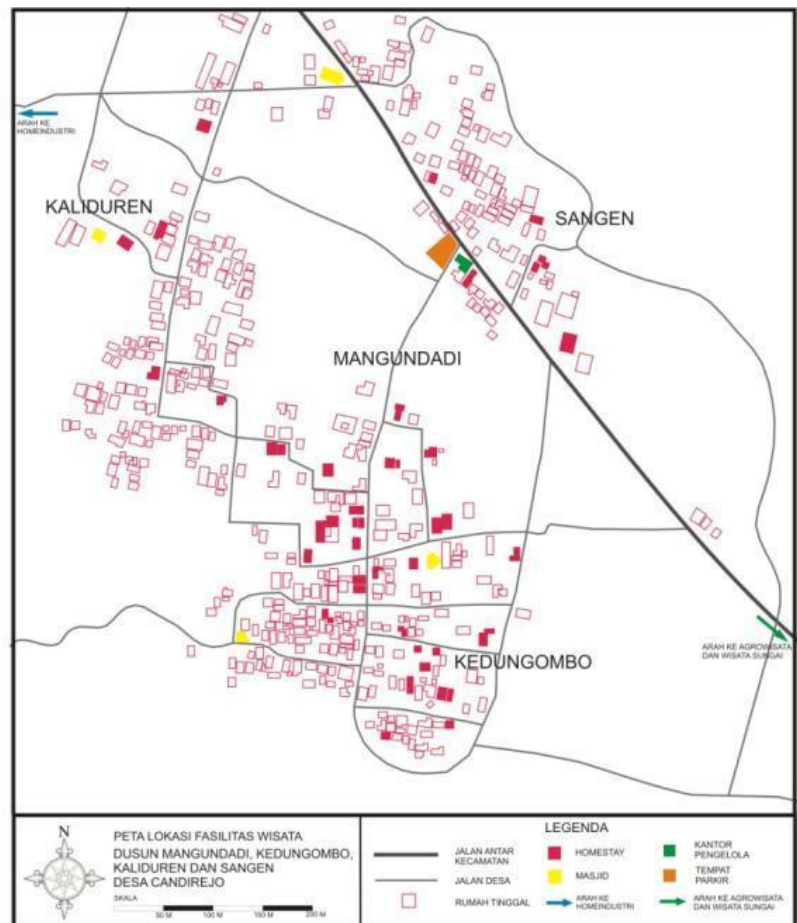 ARAH KE
HOMEINDUSTRI
KALIDUREN
SANGEN
MANGUNDADI
KEDUNGOMBO
ARAH KE AGROWISATA
DAN WISATA SUNGAI
N
PETA LOKASI FASILITAS WISATA
DUSUN MANGUNDADI, KEDUNGOMBO,
KALIDUREN DAN SANGEN
DESA CANDIREJO
SKALA
50 M 100 M 150 M 200 M
LEGENDA
JALAN ANTAR
KECAMATAN
JALAN DESA
RUMAH TINGGAL
HOMESTAY
MASJID
ARAH KE
HOMEINDUSTRI
KANTOR
PENGELOLA
TEMPAT
PARKIR
ARAH KE AGROWISATA
DAN WISATA SUNGAI